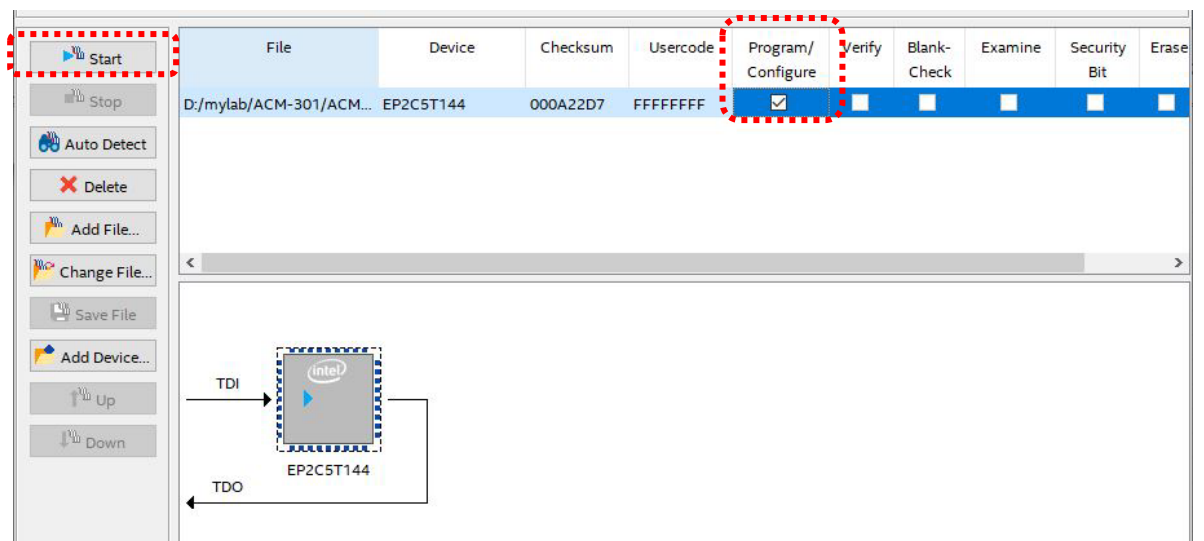 Start
Stop
Auto Detect
Delete
Add File...
Change File...
Save File
Add Device...
Up
Down
File Device Checksum Usercode Program/ Verify Blank- Examine Security Erase
Configure Check Bit
D:/mylab/ACM-301/ACM... EP2C5T144 000A22D7 FFFFFFFF
intel
TDI
EP2C5T144
TDO